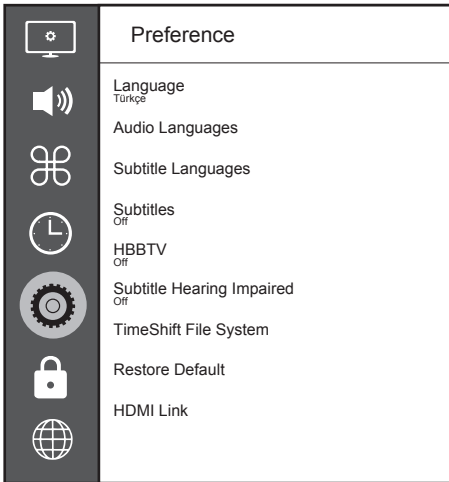 Preference
Language
Türkçe
Audio Languages
Subtitle Languages
Subtitles
Off
HBBTV
Off
Subtitle Hearing Impaired
Off
TimeShift File System
Restore Default
HDMI Link